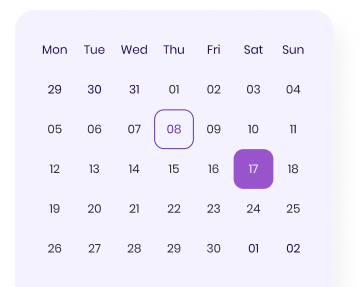 Mon Tue Wed Thu Fri Sat Sun
29 30 31 01 02 03 04
05 06 07 08 09 10 11
12 13 14 15 16 17 18
19 20 21 22 23 24 25
26 27 28 29 30 01 02